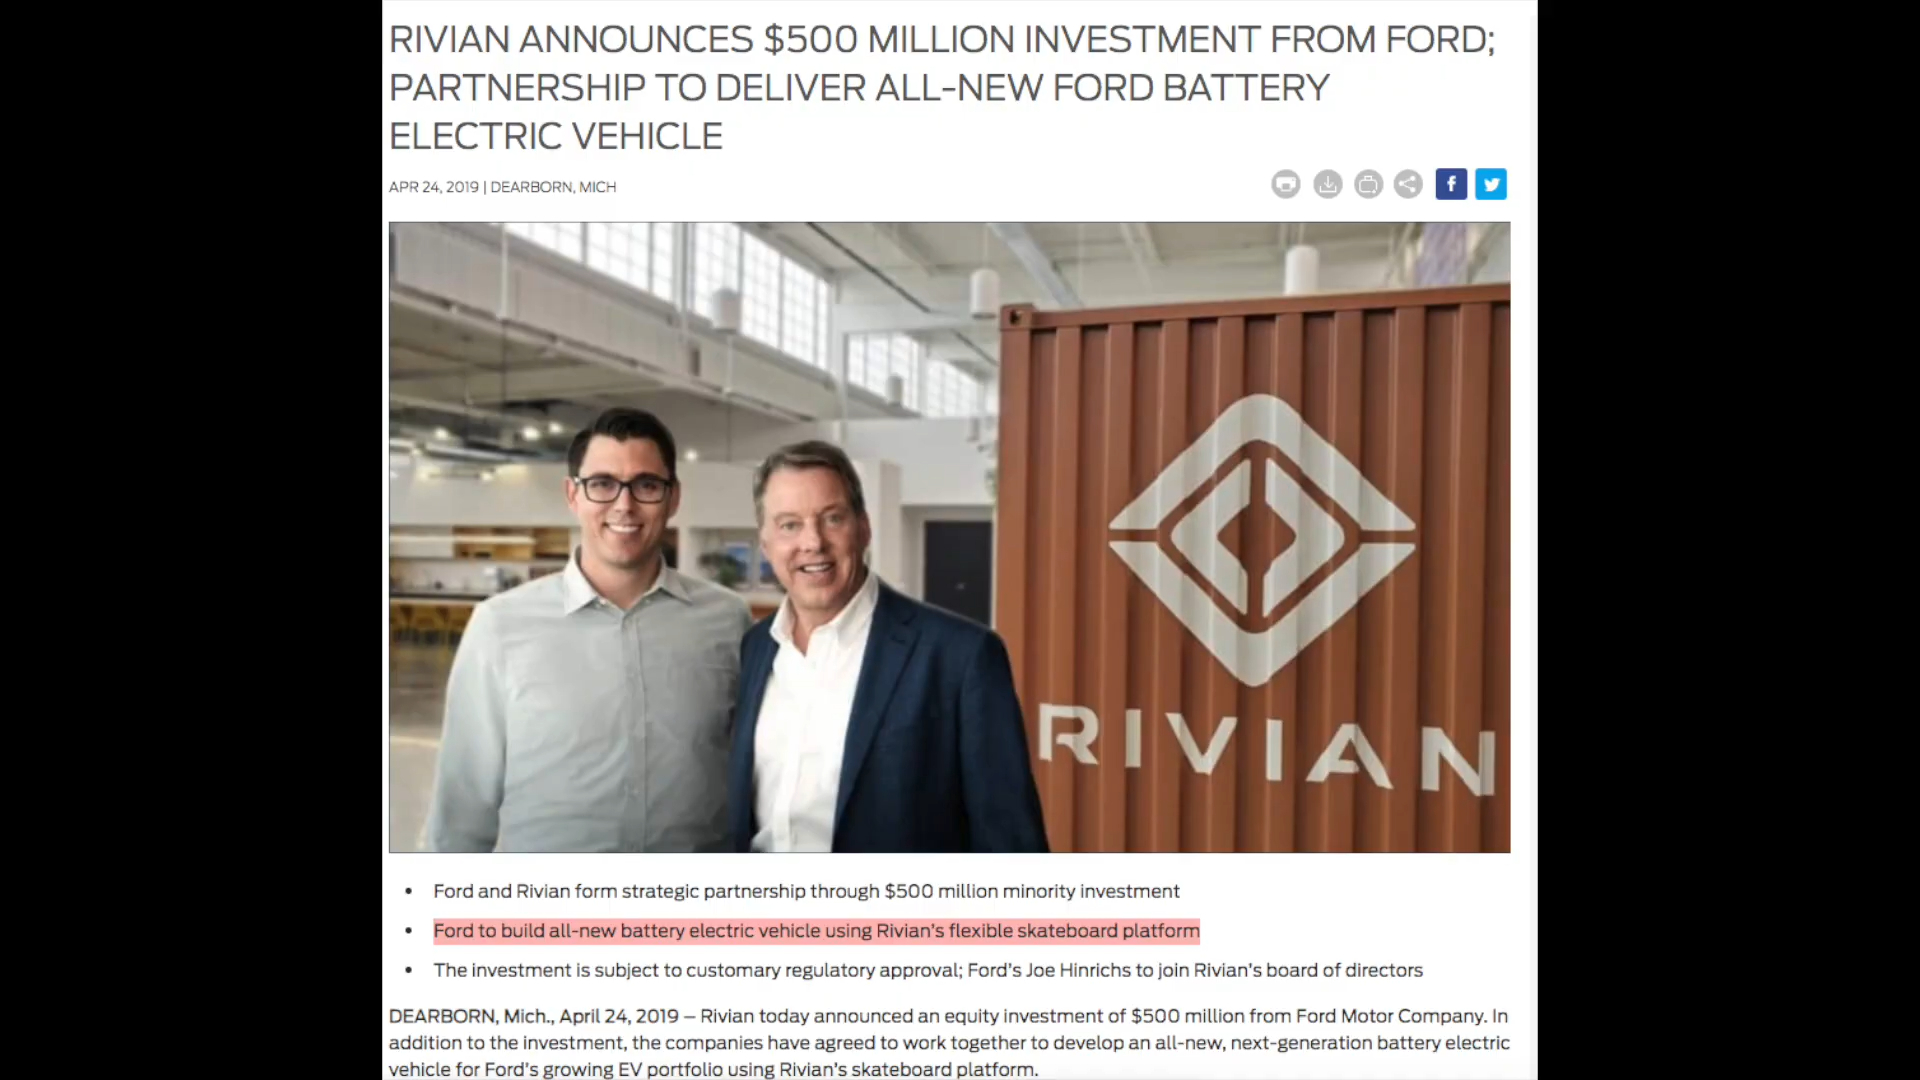 RIVIAN ANNOUNCES $500 MILLION INVESTMENT FROM FORD;
PARTNERSHIP TO DELIVER ALL-NEW FORD BATTERY
ELECTRIC VEHICLE
APR 24, 2019 | DEARBORN, MICH
RIVIAN
• Ford and Rivian form strategic partnership through $500 million minority investment
• Ford to build all-new battery electric vehicle using Rivian’s flexible skateboard platform
• The investment is subject to customary regulatory approval; Ford’s Joe Hinrichs to join Rivian’s board of directors
DEARBORN, Mich., April 24, 2019 – Rivian today announced an equity investment of $500 million from Ford Motor Company. In
addition to the investment, the companies have agreed to work together to develop an all-new, next-generation battery electric
vehicle for Ford’s growing EV portfolio using Rivian’s skateboard platform.